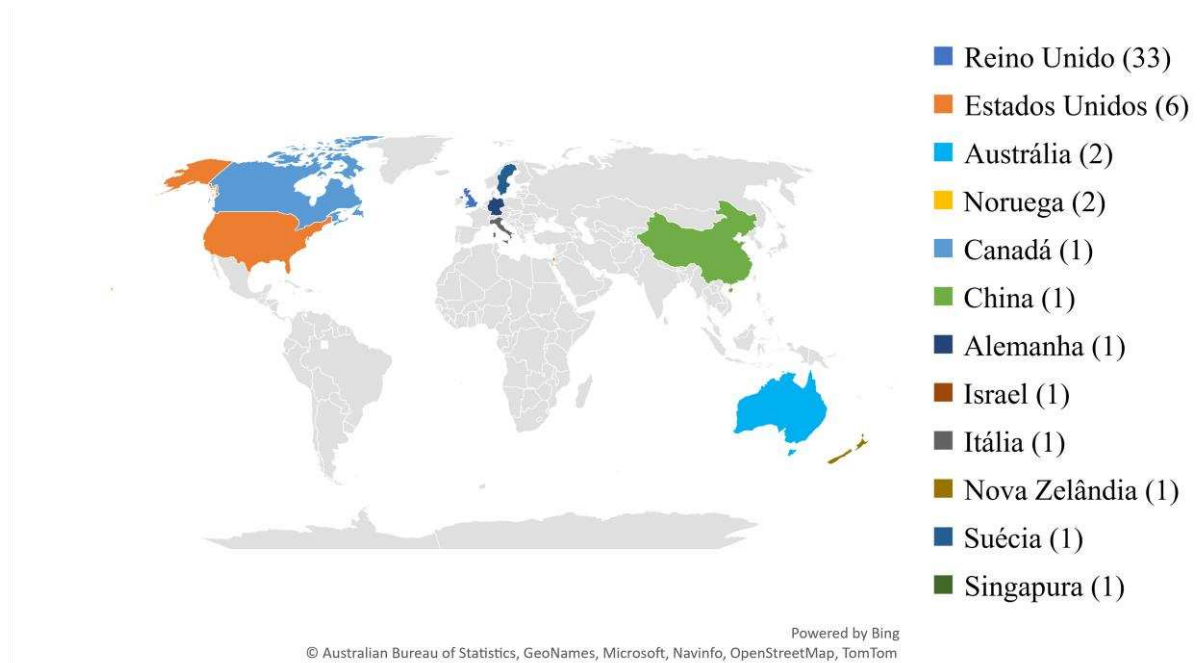 Reino Unido (33)
Estados Unidos (6)
Austrália (2)
Noruega (2)
Canadá (1)
China (1)
Alemanha (1)
Israel (1)
Itália (1)
Nova Zelândia (1)
Suécia (1)
Singapura (1)
Powered by Bing
© Australian Bureau of Statistics, GeoNames, Microsoft, Navinfo, OpenStreetMap, TomTom